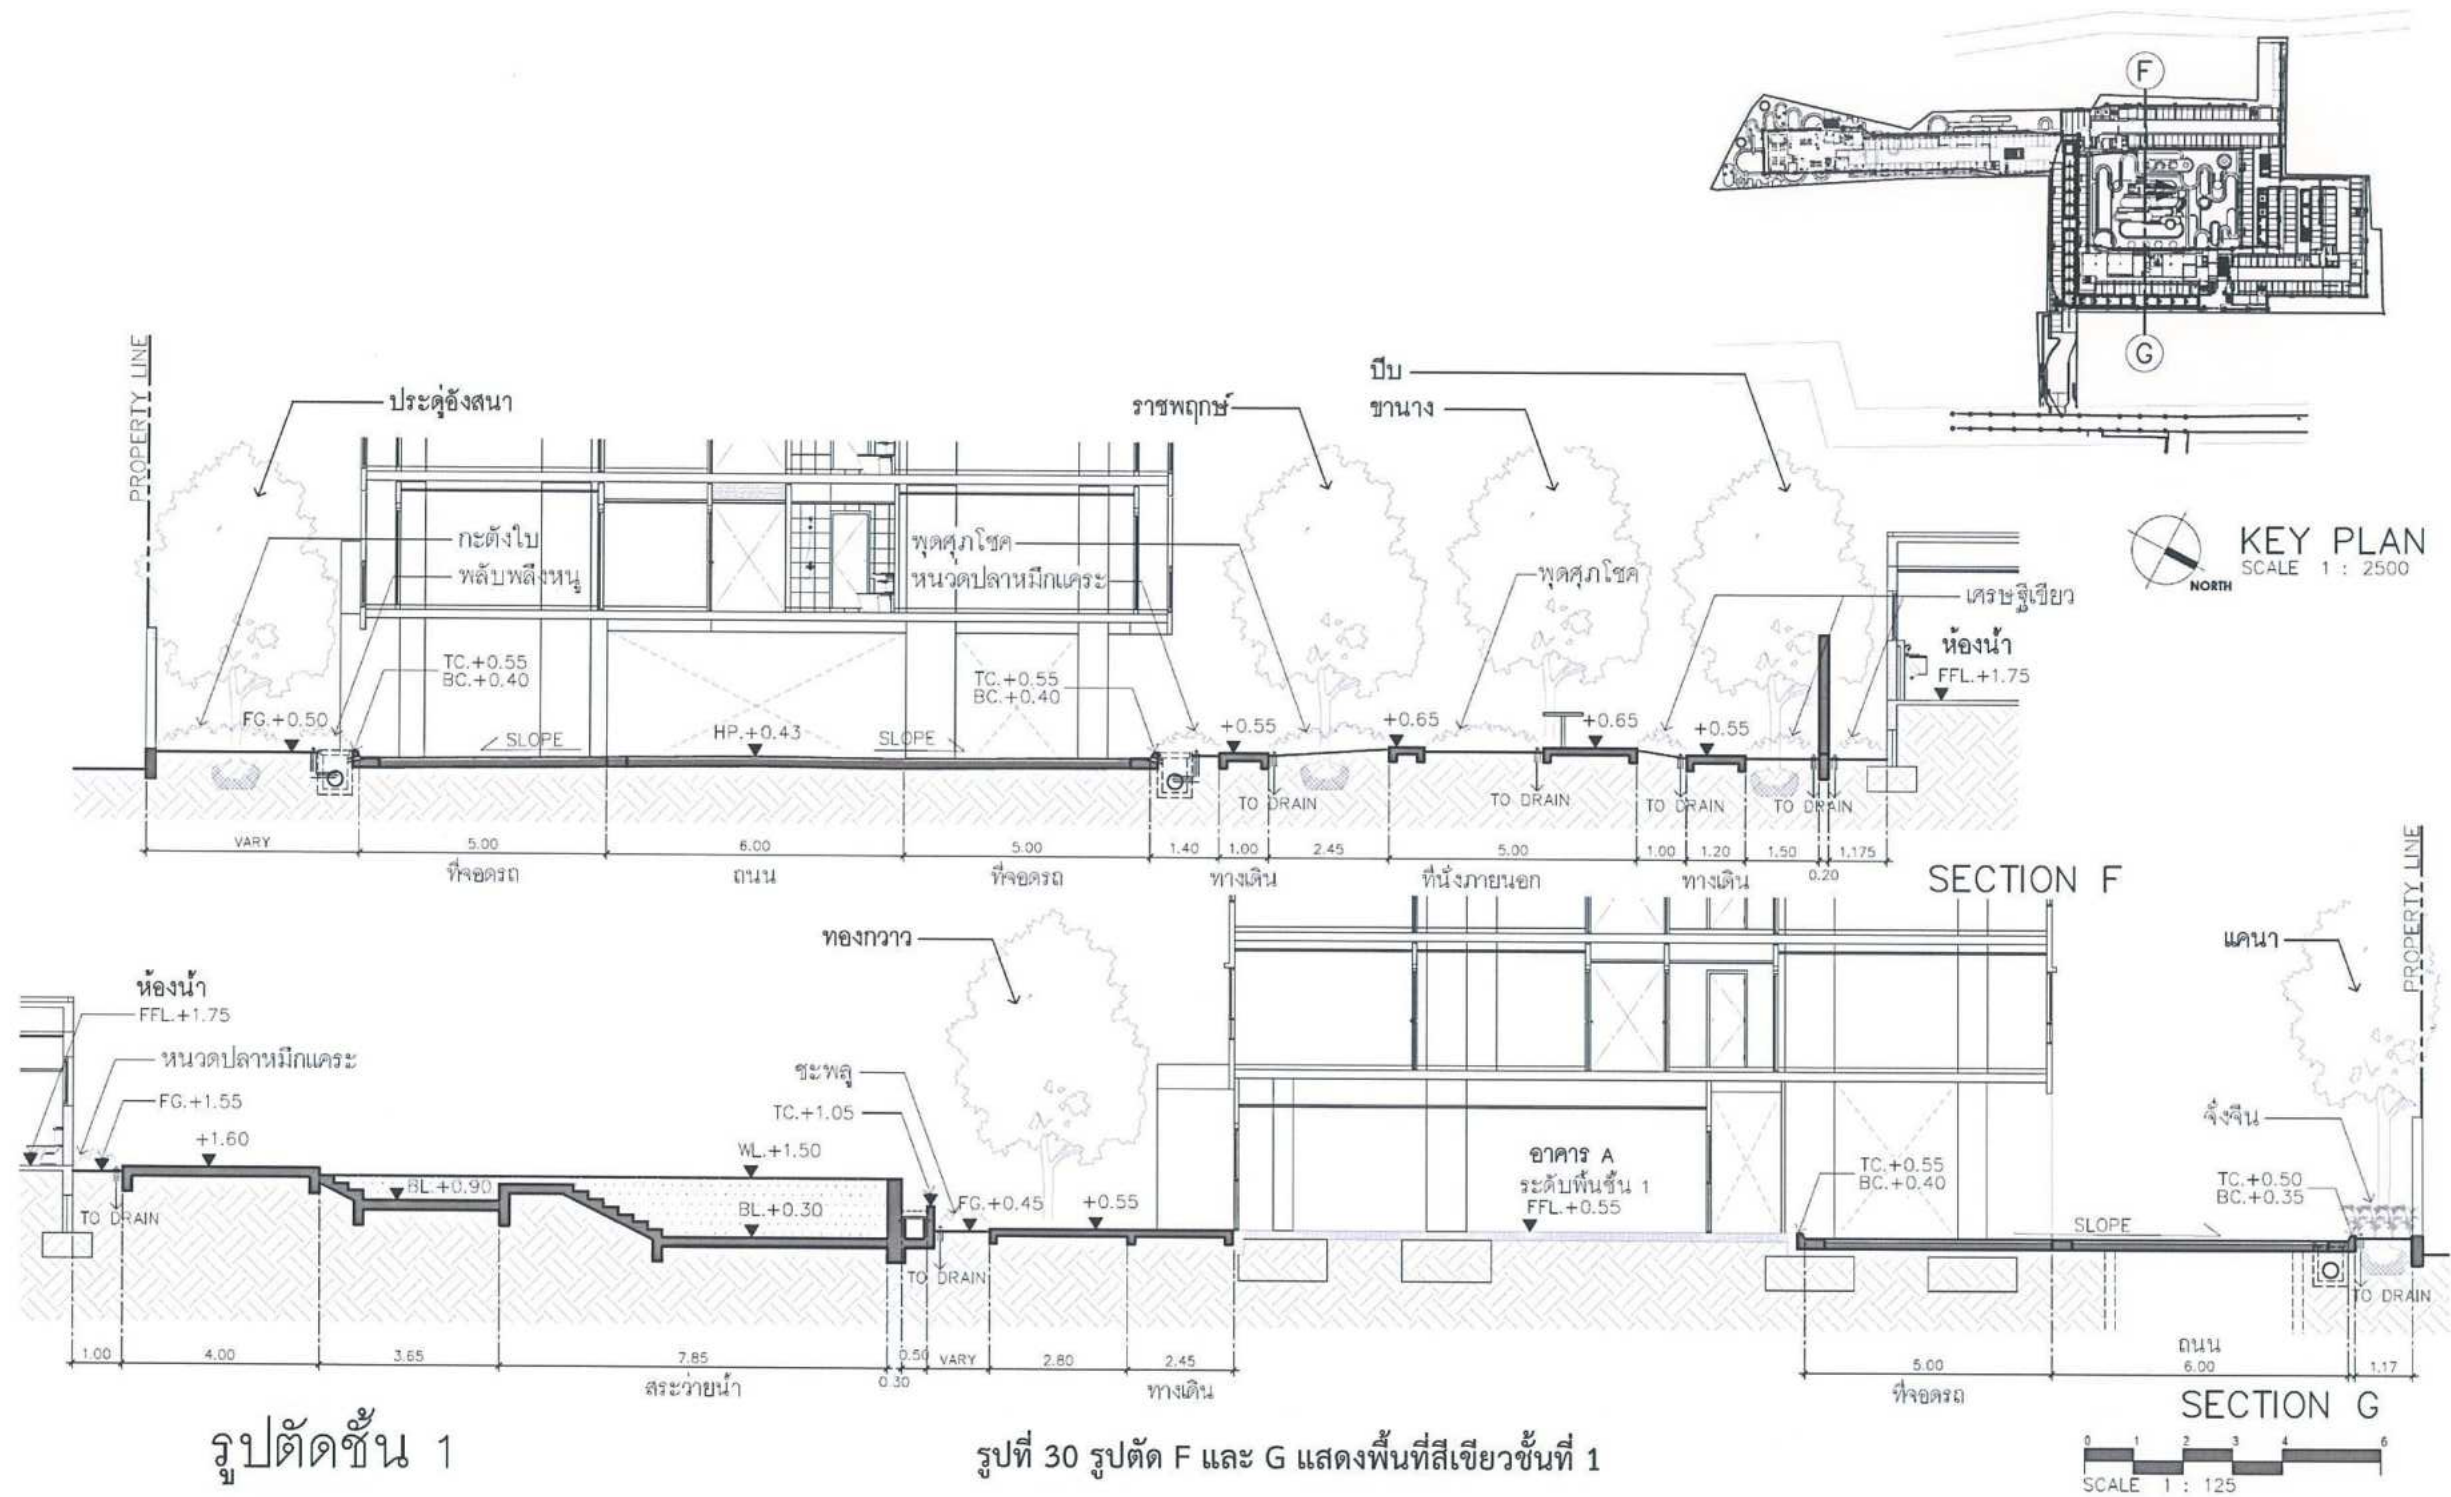 F
G
KEY PLAN
SCALE 1 : 2500
NORTH
PROPERTY LINE
ประดู่อังสนา
ราชพฤกษ์
ปีบ
ขานาง
กะตังใบ
พลับพลึงหนู
พุดศุภโชค
หนวดปลาหมึกแคระ
พุดศุภโชค
เศรษฐีเขียว
ห้องน้ำ
FFL.+1.75
TC.+0.55
BC.+0.40
TC.+0.55
BC.+0.40
FG.+0.50
SLOPE
HP.+0.43
SLOPE
+0.55
+0.65
+0.65
+0.55
TO DRAIN
TO DRAIN
TO DRAIN
TO DRAIN
VARY
5.00
6.00
5.00
1.40
1.00
2.45
5.00
1.00
1.20
1.50
0.20
1.175
ที่จอดรถ
ถนน
ที่จอดรถ
ทางเดิน
ที่นั่งภายนอก
ทางเดิน
SECTION F
PROPERTY LINE
ทองกวาว
แคนา
ห้องน้ำ
FFL.+1.75
หนวดปลาหมึกแคระ
FG.+1.55
+1.60
ชะพลู
TC.+1.05
WL.+1.50
BL.+0.90
BL.+0.30
FG.+0.45
+0.55
อาคาร A
ระดับพื้นชั้น 1
FFL.+0.55
TC.+0.55
BC.+0.40
จั๋งจีน
TC.+0.50
BC.+0.35
SLOPE
TO DRAIN
TO DRAIN
TO DRAIN
1.00
4.00
3.65
7.85
0.30
0.50
VARY
2.80
2.45
5.00
6.00
1.17
สระว่ายน้ำ
ทางเดิน
ที่จอดรถ
ถนน
SECTION G
0 1 2 3 4 6
SCALE 1 : 125
รูปตัดชั้น 1
รูปที่ 30 รูปตัด F และ G แสดงพื้นที่สีเขียวชั้นที่ 1